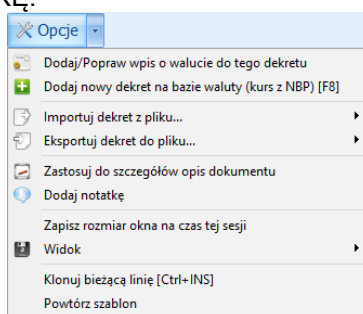 Opcje
Dodaj/Popraw wpis o walucie do tego dekretu
Dodaj nowy dekret na bazie waluty (kurs z NBP) [F8]
Importuj dekret z pliku...
Eksportuj dekret do pliku...
Zastosuj do szczegółów opis dokumentu
Dodaj notatkę
Zapisz rozmiar okna na czas tej sesji
Widok
Klonuj bieżącą linię [Ctrl+INS]
Powtórz szablon